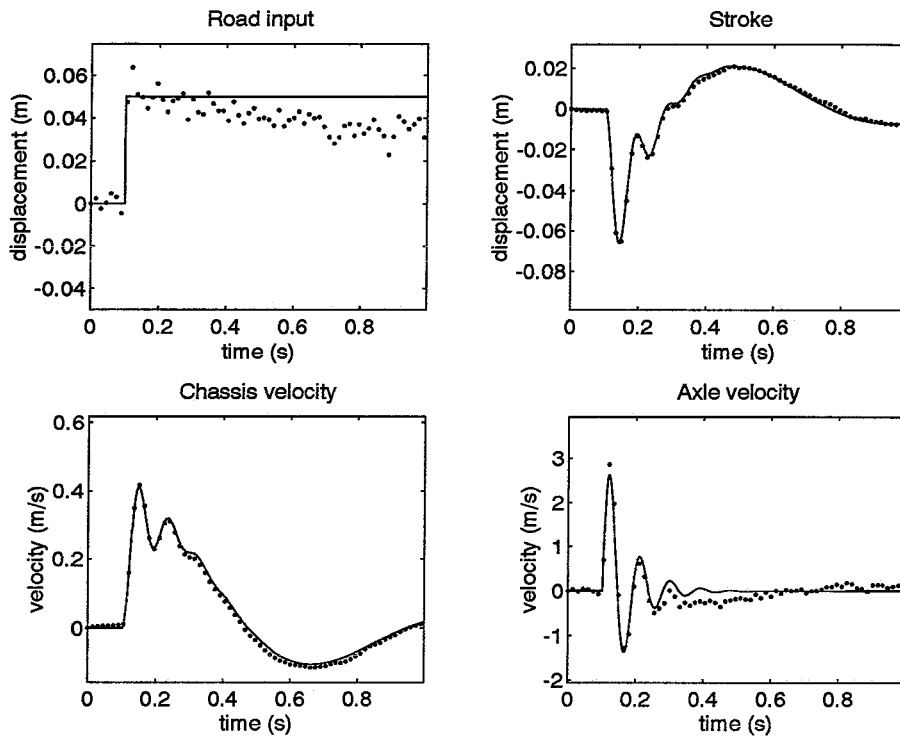 Road input
0.06
0.04
0.02
0
-0.02
-0.04
displacement (m)
0 0.2 0.4 0.6 0.8
time (s)
Stroke
0.02
0
-0.02
-0.04
-0.06
-0.08
displacement (m)
0 0.2 0.4 0.6 0.8
time (s)
Chassis velocity
0.6
0.4
0.2
0
velocity (m/s)
0 0.2 0.4 0.6 0.8
time (s)
Axle velocity
3
2
1
0
-1
-2
velocity (m/s)
0 0.2 0.4 0.6 0.8
time (s)